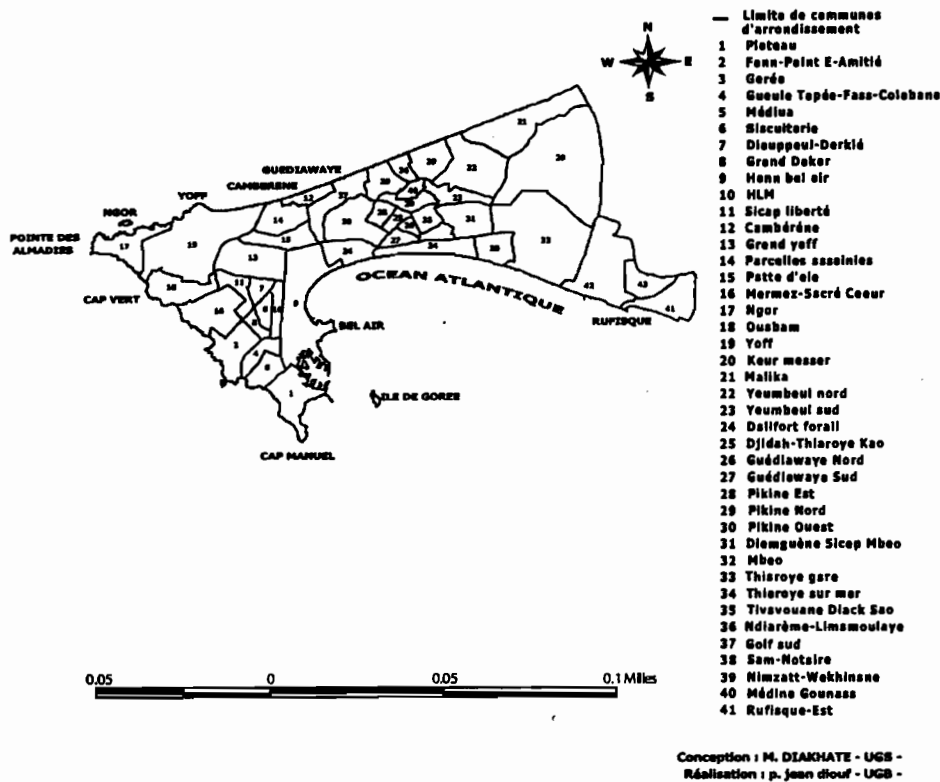 N
W E
S
GUEDIAWAYE
CAMBERENE
YOFF
NGOR
POINTE DES
ALMADIES
CAP VERT
OCEAN ATLANTIQUE
RUFISQUE
BEL AIR
ILE DE GOREE
CAP MANUEL
0.05 0 0.05 0.1 Miles
Limite de communes
d'arrondissement
1 Plateau
2 Fann-Point E-Amitié
3 Gorée
4 Gueule Tapée-Fass-Colobane
5 Médina
6 Biscuiterie
7 Dieuppeul-Derklé
8 Grand Dakar
9 Hann bel air
10 HLM
11 Sicap liberté
12 Cambéréne
13 Grand yoff
14 Parcelles assainies
15 Patte d'oie
16 Mermoz-Sacré Coeur
17 Ngor
18 Ouakam
19 Yoff
20 Keur massar
21 Malika
22 Yeumbeul nord
23 Yeumbeul sud
24 Dalifort forail
25 Djidah-Thiaroye Kao
26 Guédiawaye Nord
27 Guédiawaye Sud
28 Pikine Est
29 Pikine Nord
30 Pikine Ouest
31 Diamguène Sicap Mbao
32 Mbao
33 Thiaroye gare
34 Thiaroye sur mer
35 Tivavouane Diack Sao
36 Ndiarème-Limamoulaye
37 Golf sud
38 Sam-Notaire
39 Nimzatt-Wakhinane
40 Médina Gounass
41 Rufisque-Est
Conception : M. DIAKHATE - UGB -
Réalisation : p. jean diouf - UGB -